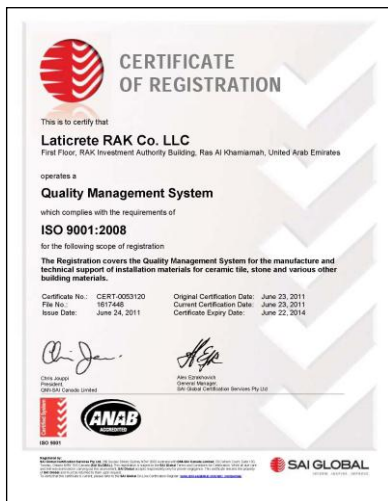 CERTIFICATE
OF REGISTRATION
This is to certify that
Laticrete RAK Co. LLC
First Floor, RAK Investment Authority Building, Ras Al Khamiamah, United Arab Emirates
operates a
Quality Management System
which complies with the requirements of
ISO 9001:2008
for the following scope of registration
The Registration covers the Quality Management System for the manufacture and
technical support of installation materials for ceramic tile, stone and various other
building materials.
Certificate No.: CERT-0053120 Original Certification Date: June 23, 2011
File No.: 1617448 Current Certification Date: June 23, 2011
Issue Date: June 24, 2011 Certificate Expiry Date: June 22, 2014
Chris Jouppi
President,
QMI-SAI Canada Limited
Alex Ezrakhovich
General Manager,
SAI Global Certification Services Pty Ltd
Certified System
ISO 9001
ANAB
ACCREDITED
Registered by:
SAI GLOBAL